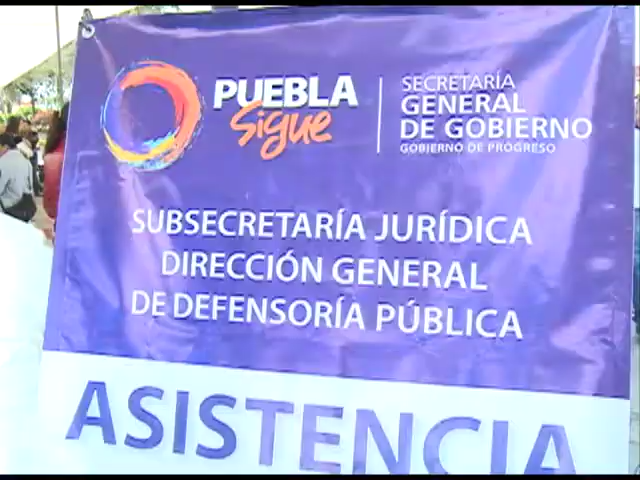 PUEBLA
Sigue
SECRETARÍA
GENERAL
DE GOBIERNO
GOBIERNO DE PROGRESO
SUBSECRETARÍA JURÍDICA
DIRECCIÓN GENERAL
DE DEFENSORÍA PÚBLICA
ASISTENCIA